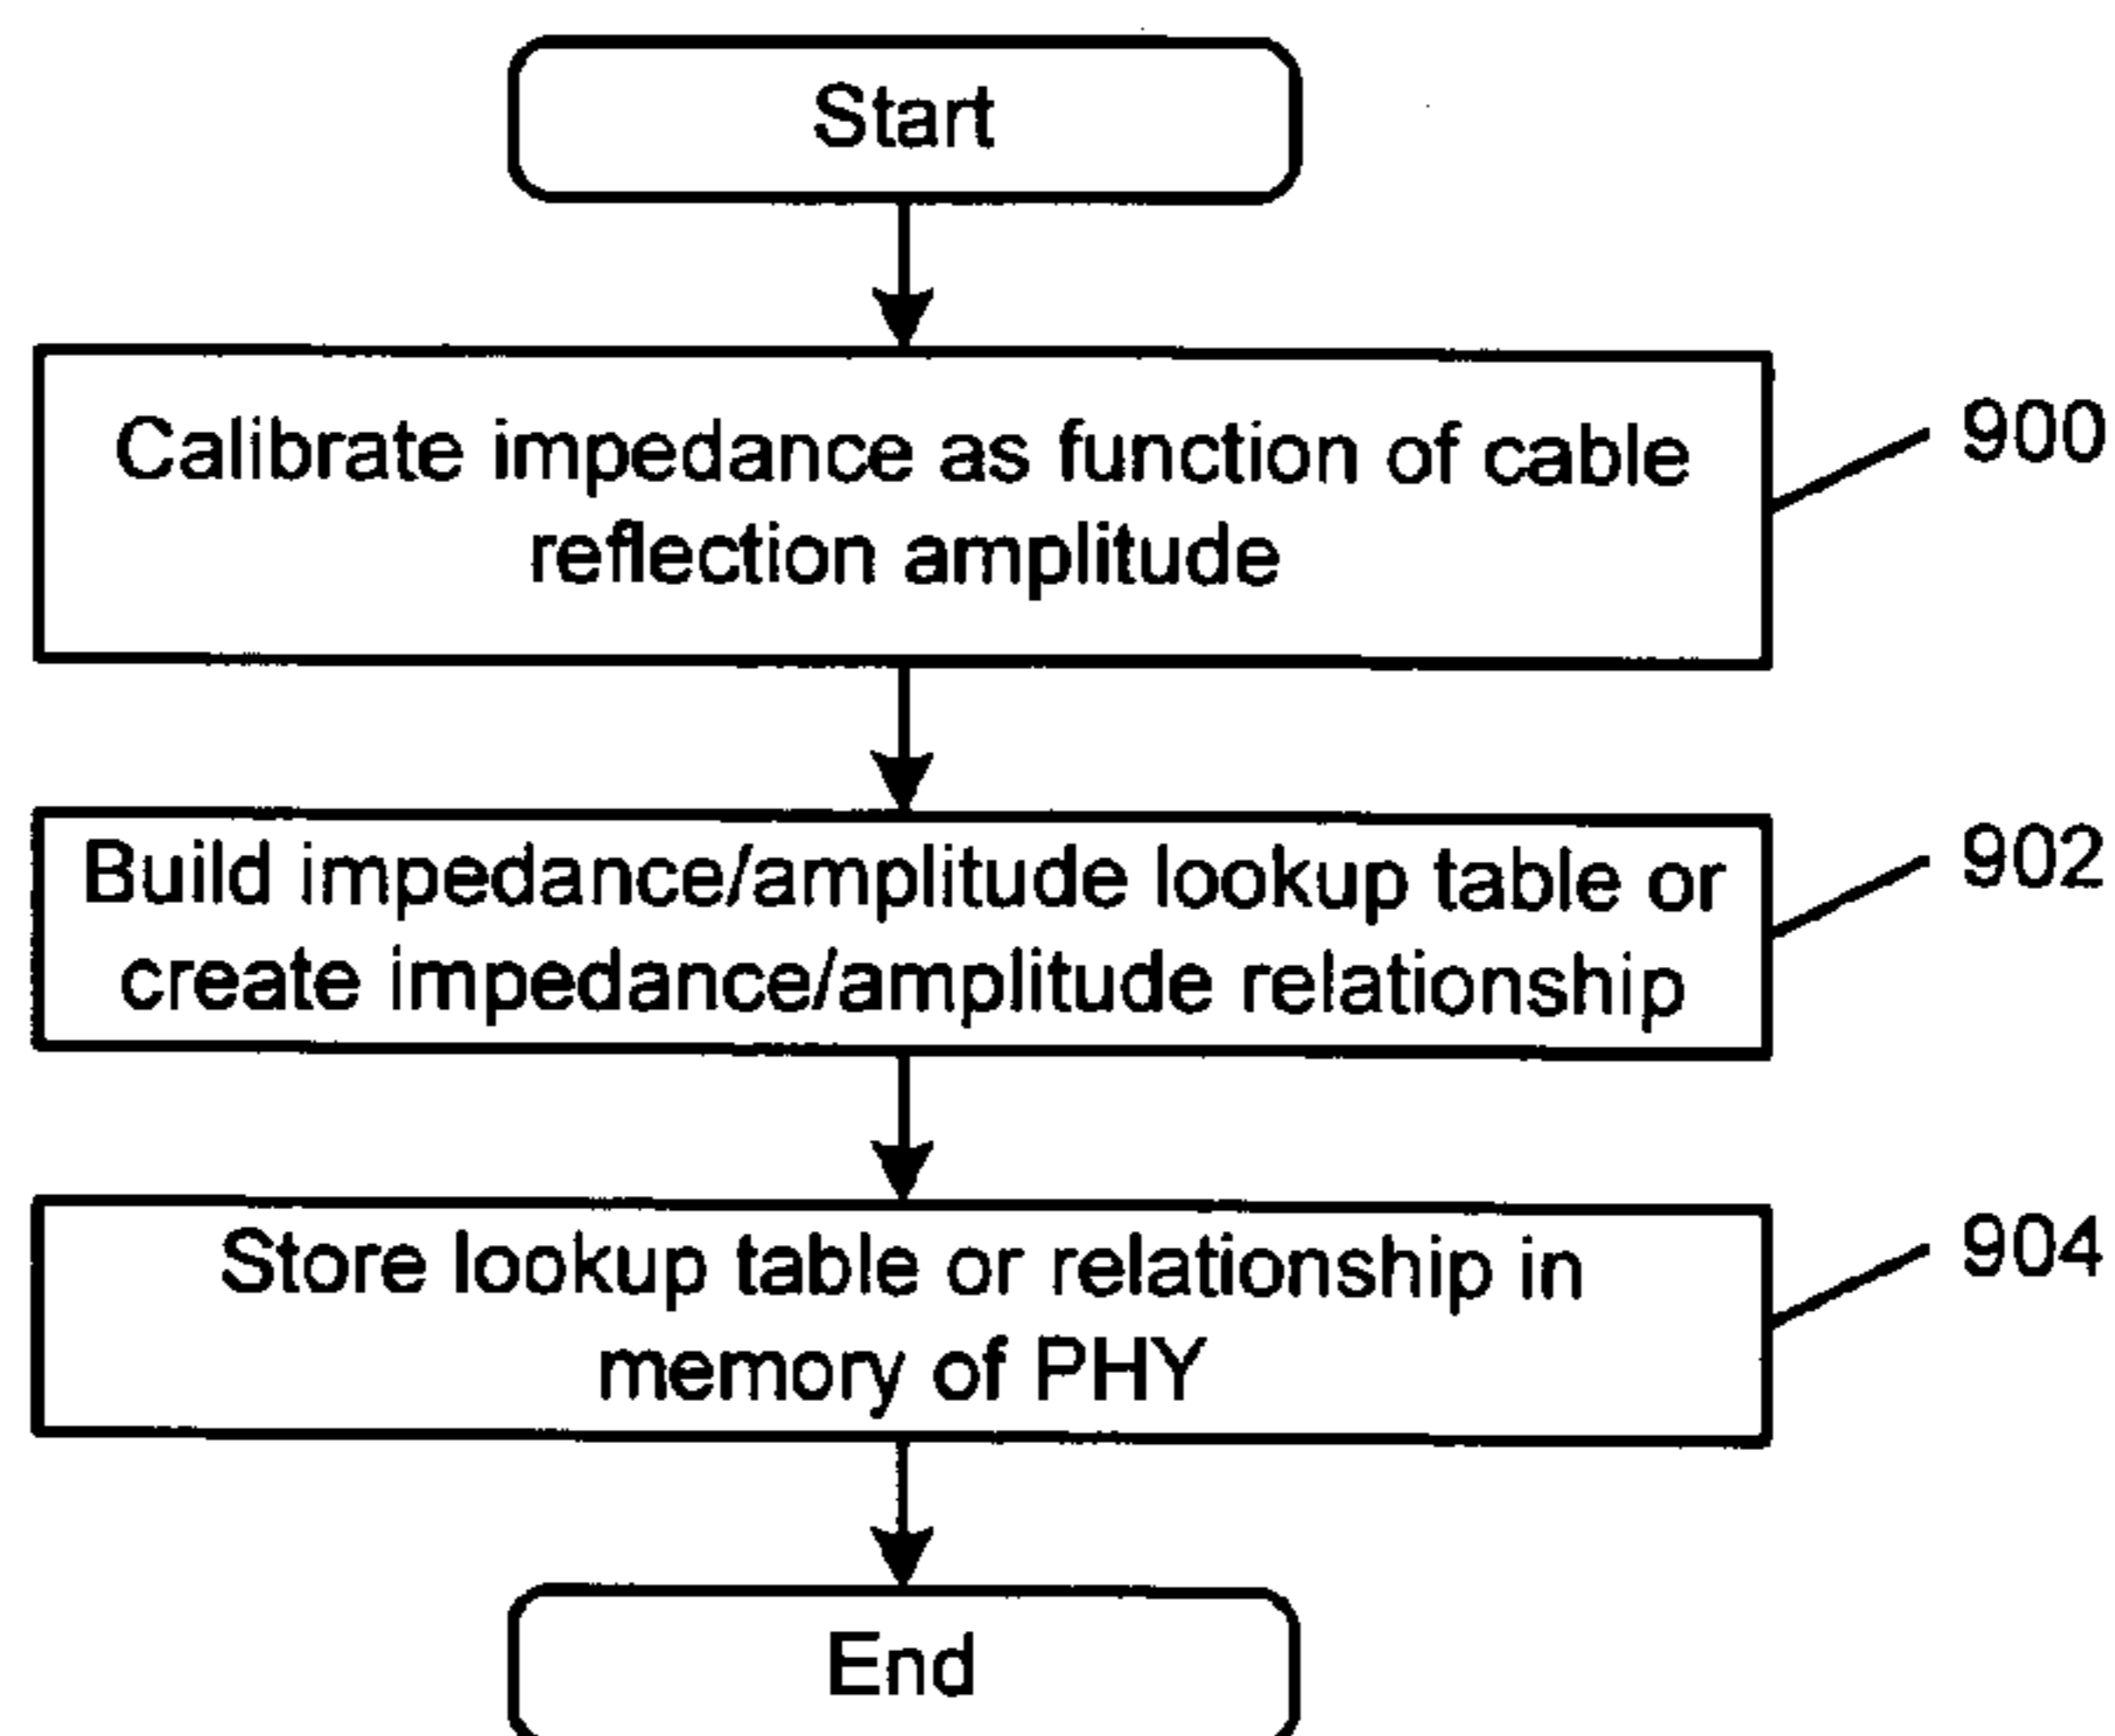 Start
Calibrate impedance as function of cable
reflection amplitude
900
Build impedance/amplitude lookup table or
create impedance/amplitude relationship
902
Store lookup table or relationship in
memory of PHY
904
End